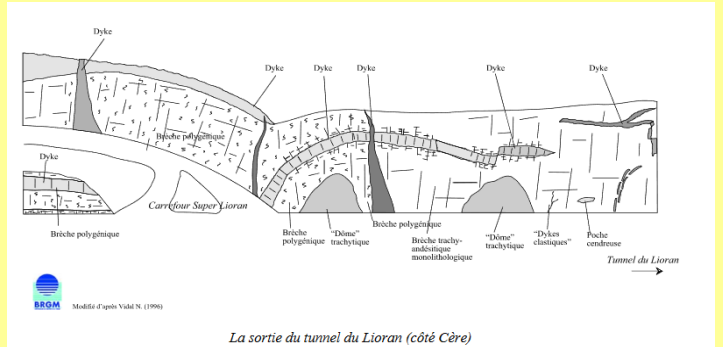 Dyke
Dyke
Dyke
Dyke
Dyke
Dyke
Brèche polygénique
Dyke
Carrefour Super Lioran
Brèche polygénique
Brèche
polygénique
"Dôme"
trachytique
Brèche polygénique
Brèche trachy-
andésitique
monolithologique
"Dôme"
trachytique
"Dykes
clastiques"
Poche
cendreuse
Tunnel du Lioran
BRGM
Modifié d'après Vidal N. (1996)
La sortie du tunnel du Lioran (côté Cère)